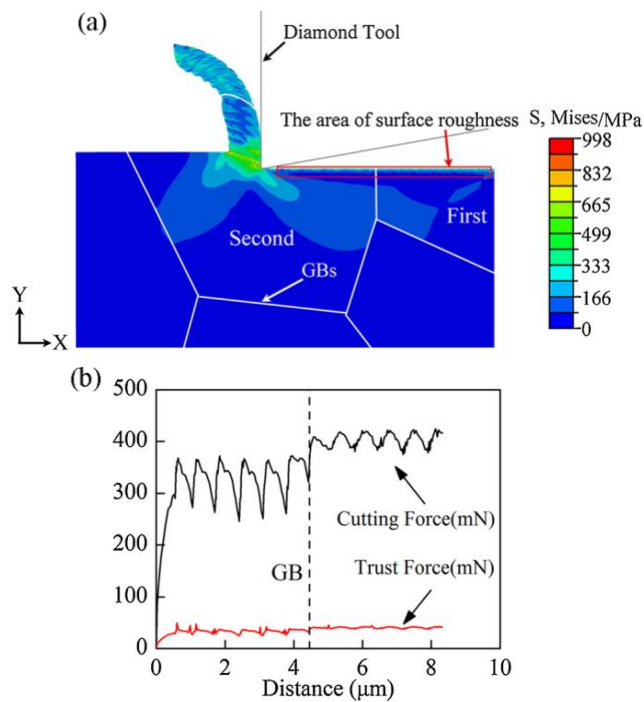 (a)
Diamond Tool
The area of surface roughness
S, Mises/MPa
998
832
665
499
333
166
0
First
Second
GBs
Y
X
(b)
500
400
300
200
100
0
Cutting Force(mN)
GB
Trust Force(mN)
0 2 4 6 8 10
Distance (μm)